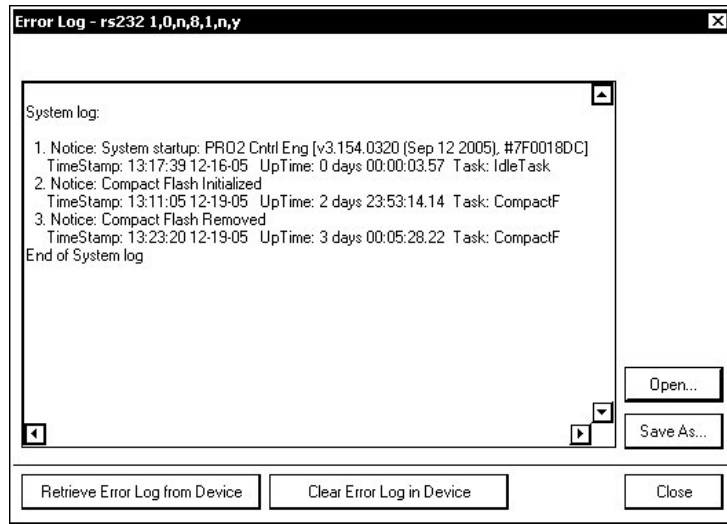 Error Log - rs232 1,0,n,8,1,n,y
System log:
1. Notice: System startup: PRO2 Cntrl Eng [v3.154.0320 (Sep 12 2005), #7F0018DC]
TimeStamp: 13:17:39 12-16-05 UpTime: 0 days 00:00:03.57 Task: IdleTask
2. Notice: Compact Flash Initialized
TimeStamp: 13:11:05 12-19-05 UpTime: 2 days 23:53:14.14 Task: CompactF
3. Notice: Compact Flash Removed
TimeStamp: 13:23:20 12-19-05 UpTime: 3 days 00:05:28.22 Task: CompactF
End of System log
Open...
Save As...
Retrieve Error Log from Device
Clear Error Log in Device
Close